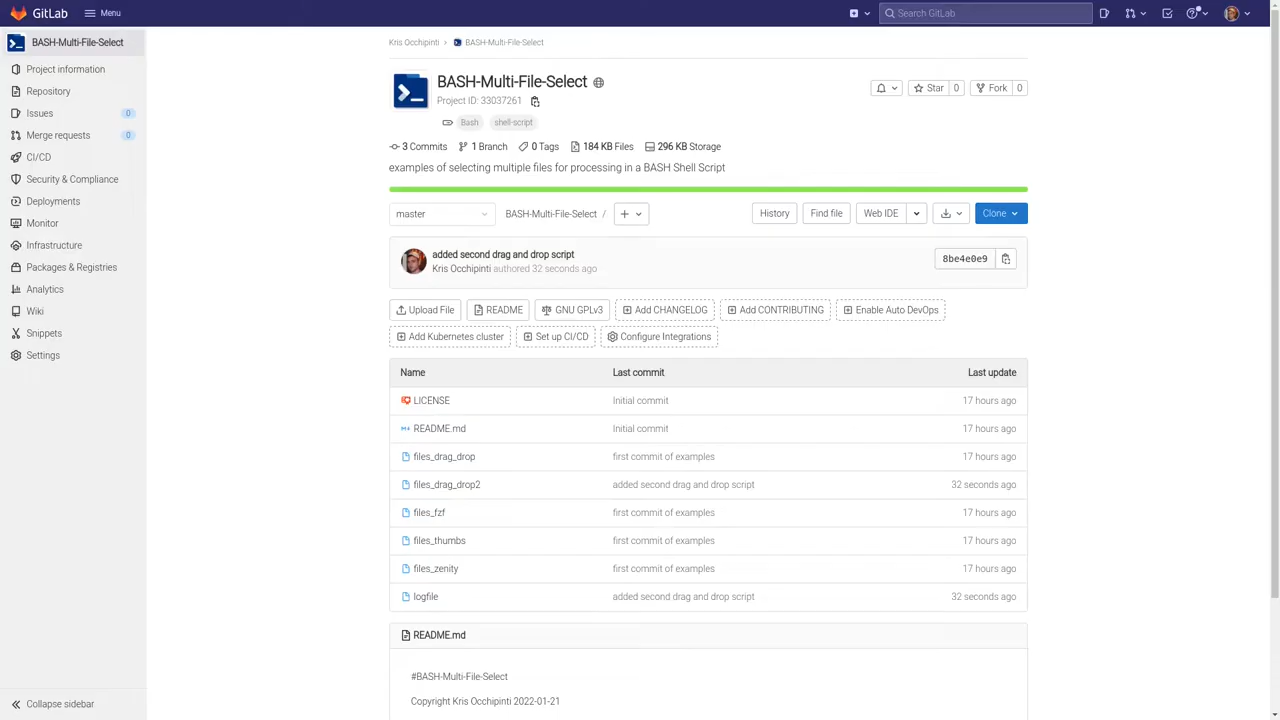 GitLab Menu Search GitLab
BASH-Multi-File-Select
Project information
Repository
Issues 0
Merge requests 0
CI/CD
Security & Compliance
Deployments
Monitor
Infrastructure
Packages & Registries
Analytics
Wiki
Snippets
Settings
Collapse sidebar
Kris Occhipinti › BASH-Multi-File-Select
BASH-Multi-File-Select
Project ID: 33037261
Star 0 Fork 0
Bash shell-script
3 Commits 1 Branch 0 Tags 184 KB Files 296 KB Storage
examples of selecting multiple files for processing in a BASH Shell Script
master BASH-Multi-File-Select / + History Find file Web IDE Clone
added second drag and drop script
Kris Occhipinti authored 32 seconds ago
8be4e0e9
Upload File README GNU GPLv3 Add CHANGELOG Add CONTRIBUTING Enable Auto DevOps
Add Kubernetes cluster Set up CI/CD Configure Integrations
Name Last commit Last update
LICENSE Initial commit 17 hours ago
README.md Initial commit 17 hours ago
files_drag_drop first commit of examples 17 hours ago
files_drag_drop2 added second drag and drop script 32 seconds ago
files_fzf first commit of examples 17 hours ago
files_thumbs first commit of examples 17 hours ago
files_zenity first commit of examples 17 hours ago
logfile added second drag and drop script 32 seconds ago
README.md
#BASH-Multi-File-Select
Copyright Kris Occhipinti 2022-01-21